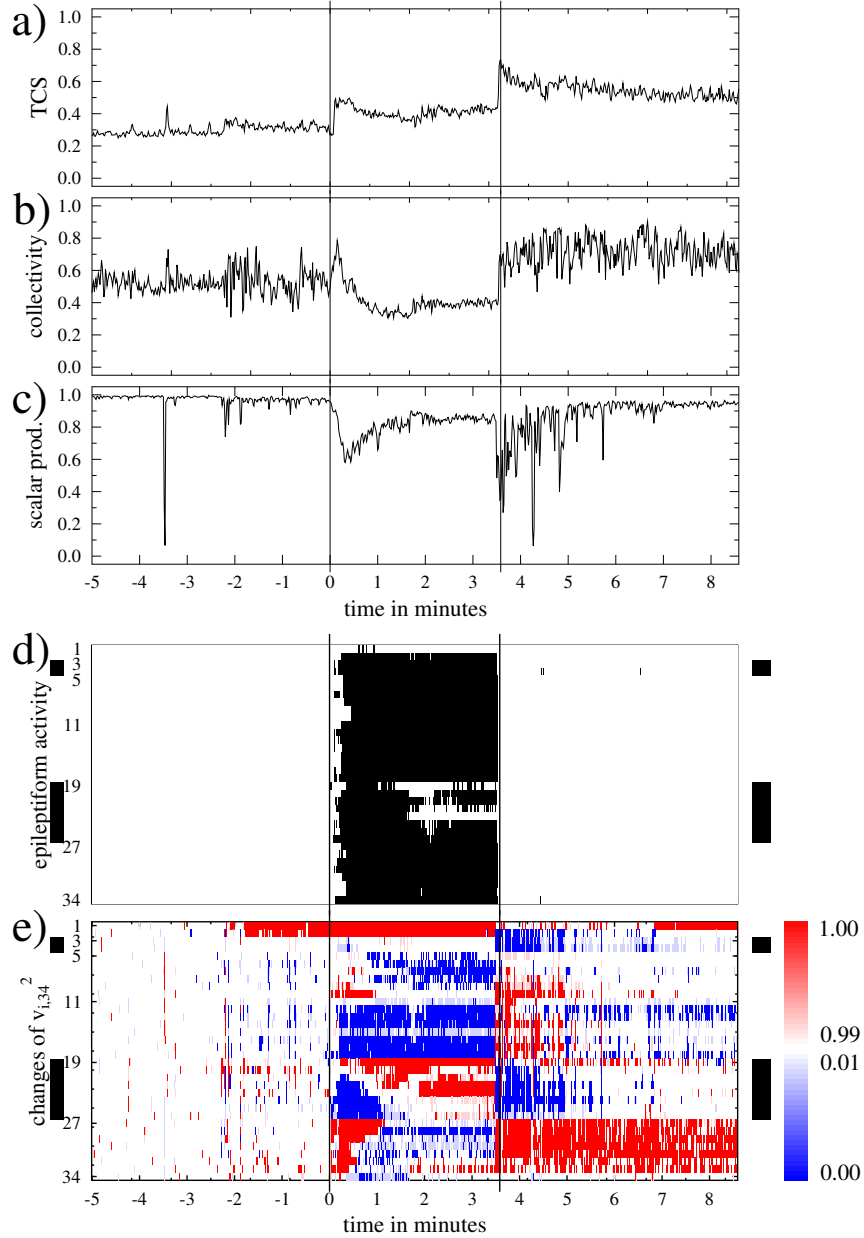 a)
TCS
1.0
0.8
0.6
0.4
0.2
0.0
b)
collectivity
1.0
0.8
0.6
0.4
0.2
0.0
c)
scalar prod.
1.0
0.8
0.6
0.4
0.2
0.0
-5 -4 -3 -2 -1 0 1 2 3 4 5 6 7 8
time in minutes
d)
epileptiform activity
1
3
5
11
19
27
34
e)
changes of v_{i,34}^2
1
3
5
11
19
27
34
1.00
0.99
0.01
0.00
-5 -4 -3 -2 -1 0 1 2 3 4 5 6 7 8
time in minutes